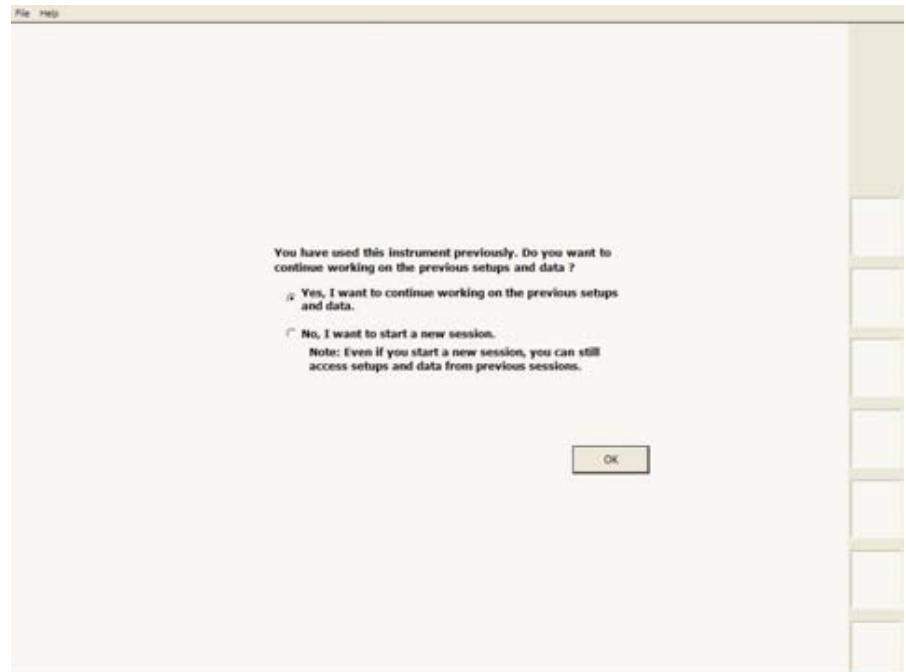 File Help
You have used this instrument previously. Do you want to
continue working on the previous setups and data ?
Yes, I want to continue working on the previous setups
and data.
No, I want to start a new session.
Note: Even if you start a new session, you can still
access setups and data from previous sessions.
OK